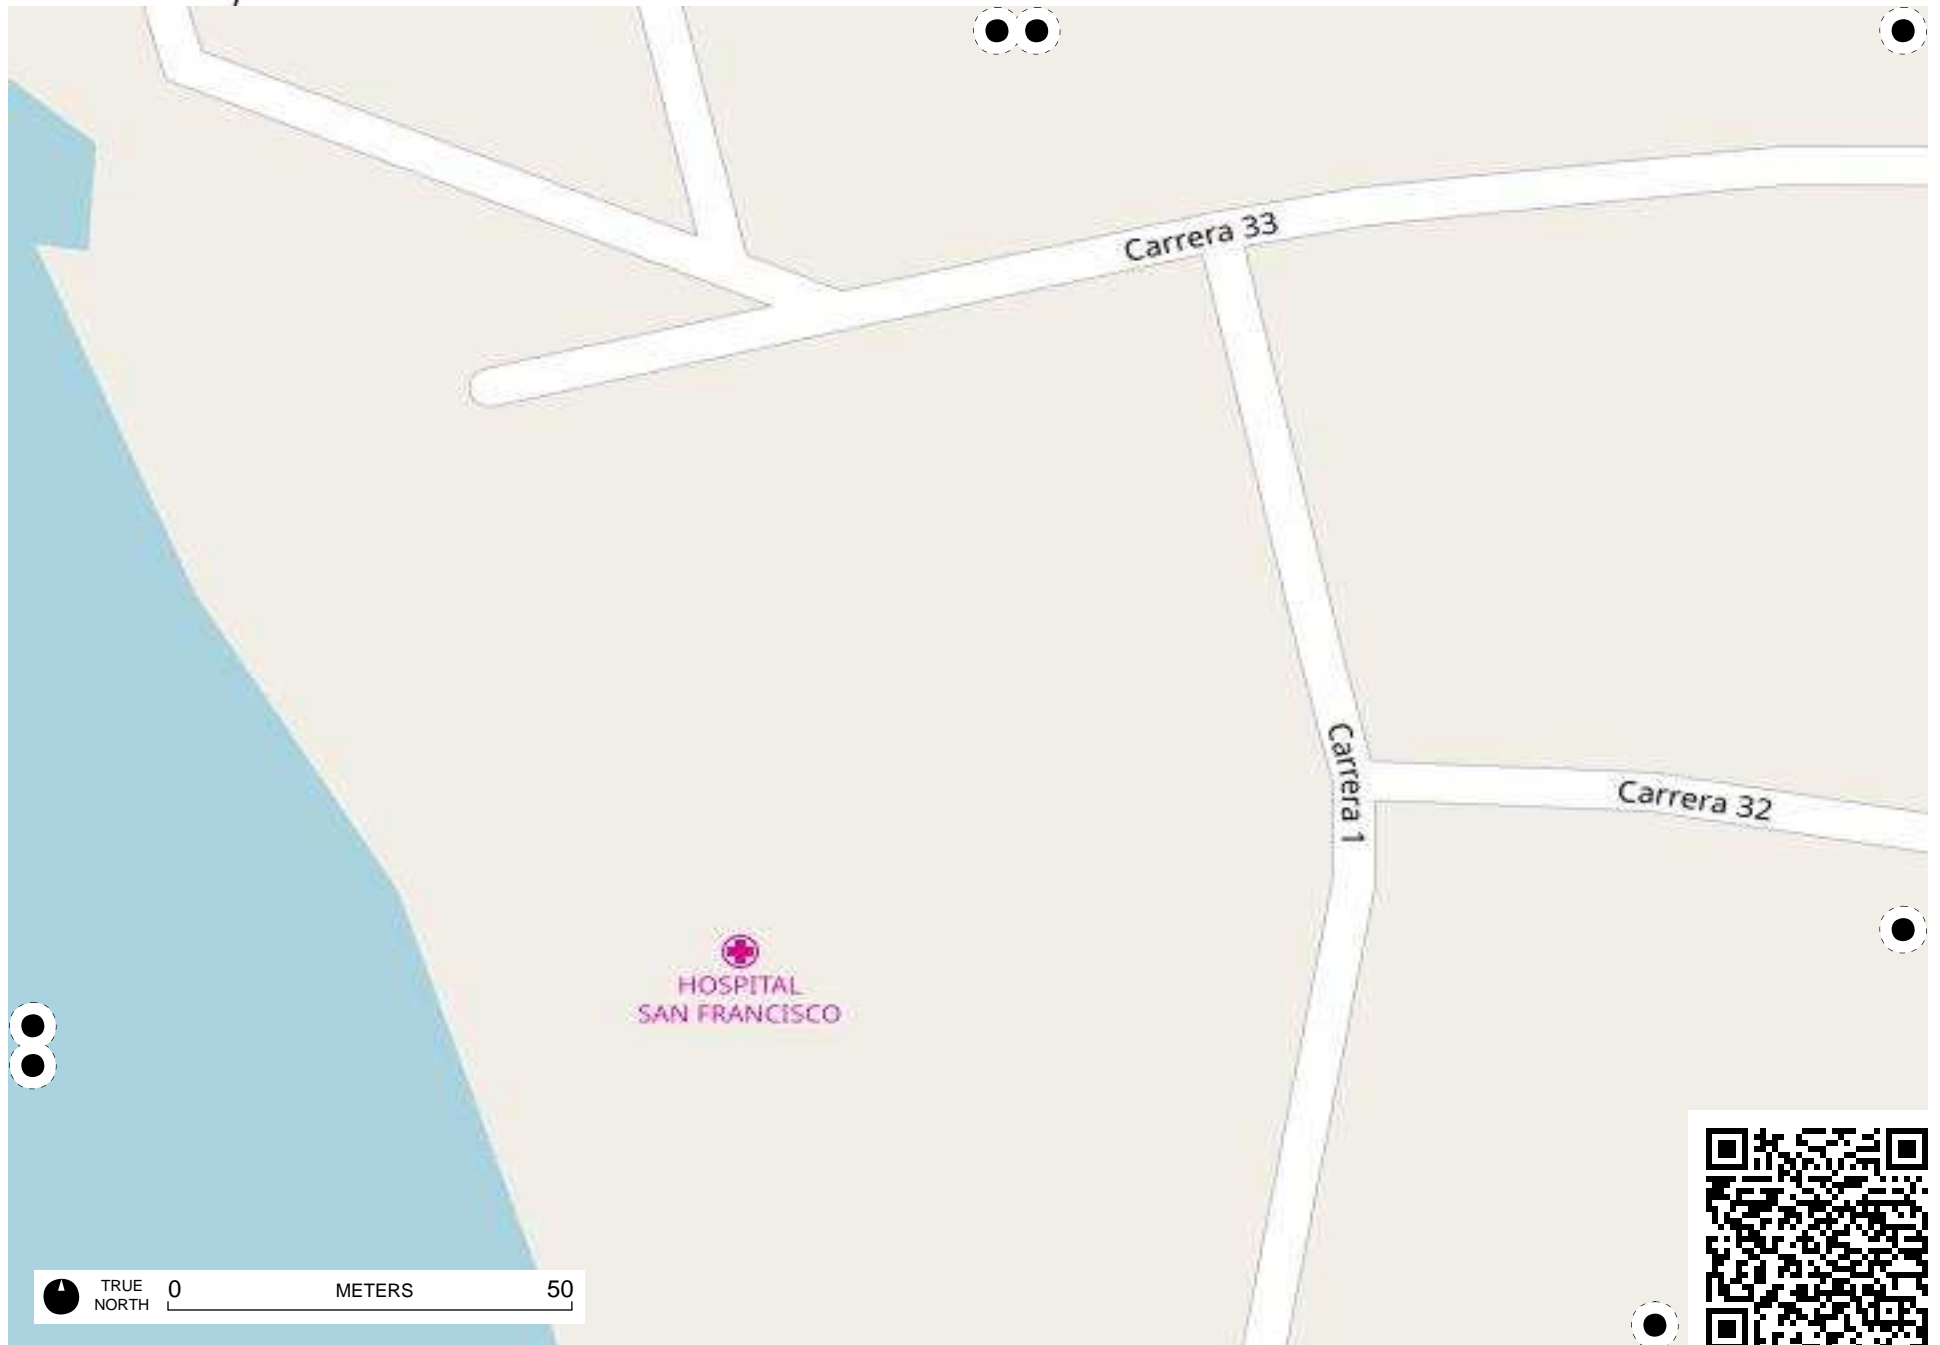 Carrera 33
Carrera 1
Carrera 32
HOSPITAL
SAN FRANCISCO
TRUE
NORTH
0 METERS 50